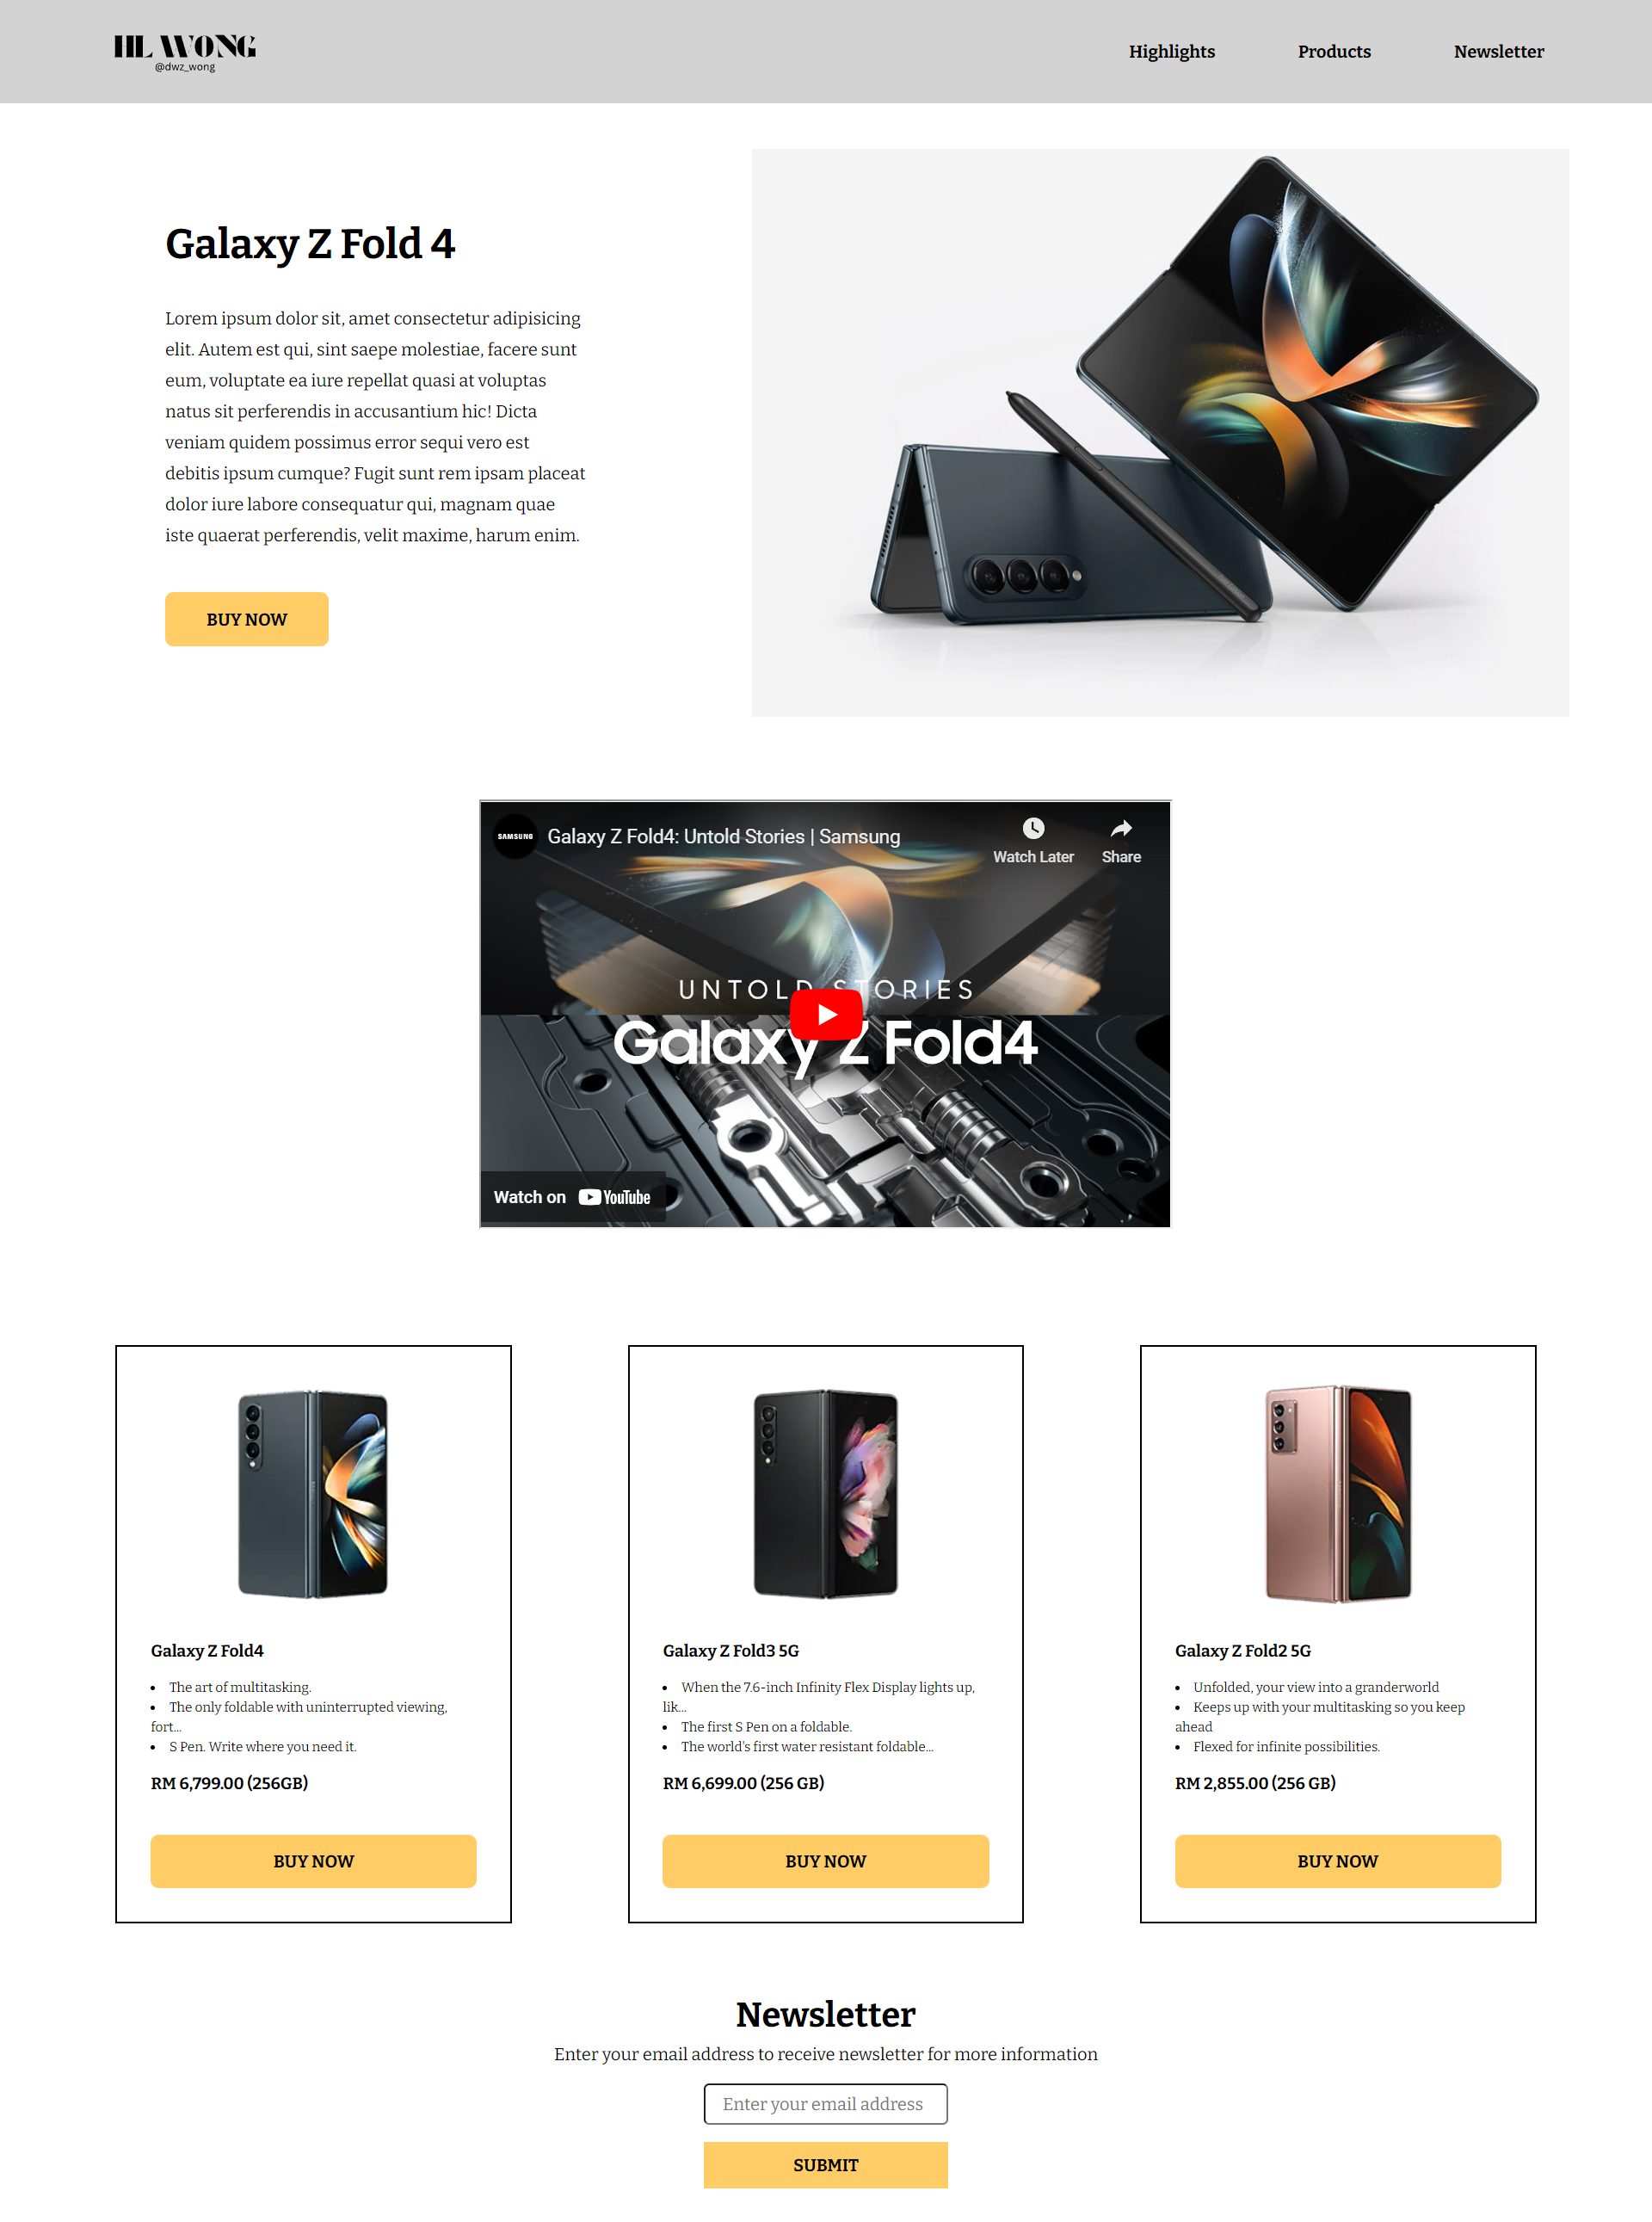 HL WONG
@dwz_wong
Highlights
Products
Newsletter
Galaxy Z Fold 4
Lorem ipsum dolor sit, amet consectetur adipisicing
elit. Autem est qui, sint saepe molestiae, facere sunt
eum, voluptate ea iure repellat quasi at voluptas
natus sit perferendis in accusantium hic! Dicta
veniam quidem possimus error sequi vero est
debitis ipsum cumque? Fugit sunt rem ipsam placeat
dolor iure labore consequatur qui, magnam quae
iste quaerat perferendis, velit maxime, harum enim.
BUY NOW
SAMSUNG
Galaxy Z Fold4: Untold Stories | Samsung
Watch Later
Share
UNTOLD STORIES
Galaxy Z Fold4
Watch on YouTube
Galaxy Z Fold4
• The art of multitasking.
• The only foldable with uninterrupted viewing,
fort...
• S Pen. Write where you need it.
RM 6,799.00 (256GB)
BUY NOW
Galaxy Z Fold3 5G
• When the 7.6-inch Infinity Flex Display lights up,
lik...
• The first S Pen on a foldable.
• The world's first water resistant foldable...
RM 6,699.00 (256 GB)
BUY NOW
Galaxy Z Fold2 5G
• Unfolded, your view into a granderworld
• Keeps up with your multitasking so you keep
ahead
• Flexed for infinite possibilities.
RM 2,855.00 (256 GB)
BUY NOW
Newsletter
Enter your email address to receive newsletter for more information
Enter your email address
SUBMIT